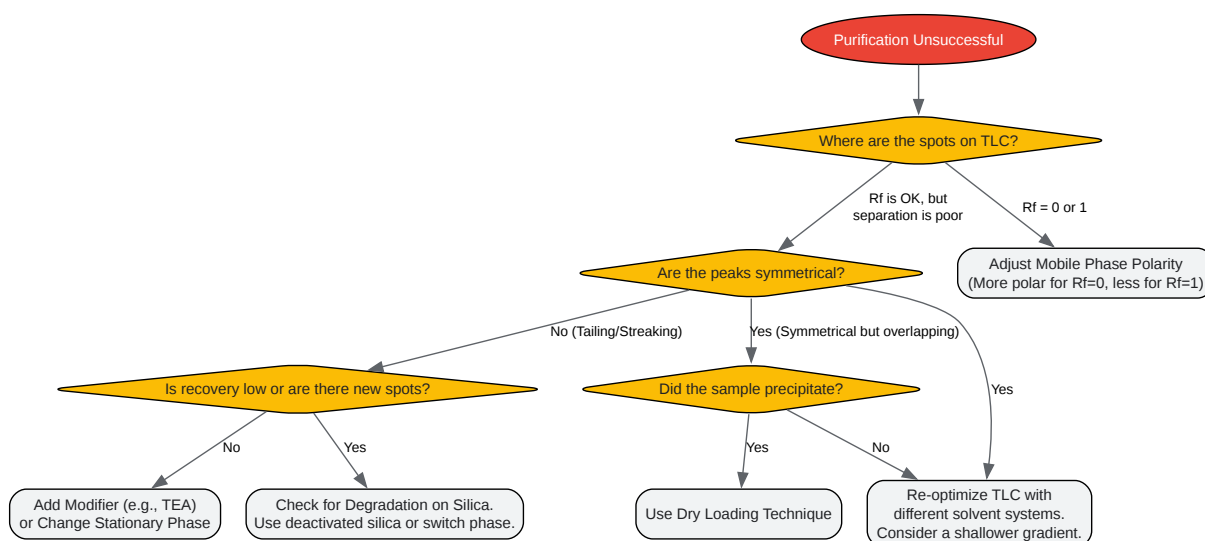 Purification Unsuccessful
Where are the spots on TLC?
Rf is OK, but
separation is poor
Rf = 0 or 1
Are the peaks symmetrical?
Adjust Mobile Phase Polarity
(More polar for Rf=0, less for Rf=1)
No (Tailing/Streaking)
Yes (Symmetrical but overlapping)
Is recovery low or are there new spots?
Did the sample precipitate?
Yes
No
Yes
Yes
No
Add Modifier (e.g., TEA)
or Change Stationary Phase
Check for Degradation on Silica.
Use deactivated silica or switch phase.
Use Dry Loading Technique
Re-optimize TLC with
different solvent systems.
Consider a shallower gradient.